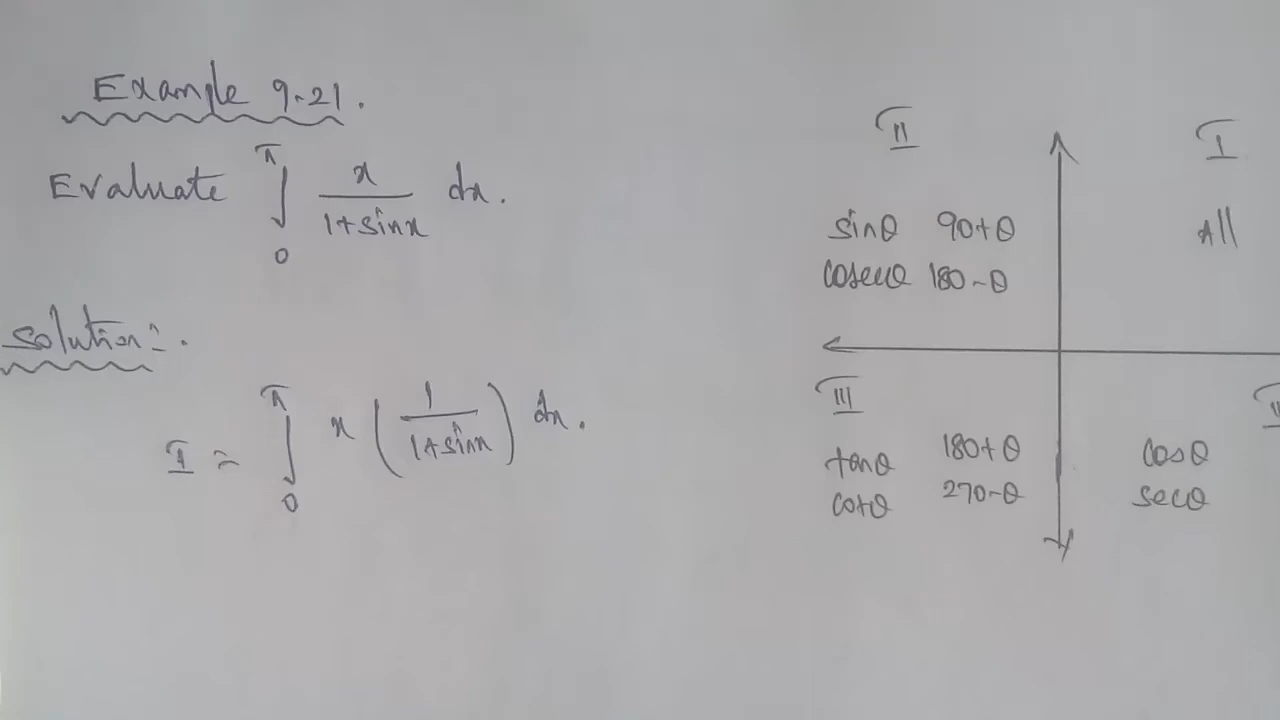 Example 9.21.
Evaluate ∫₀^π x/(1+sinx) dx.
Solution:-
I = ∫₀^π x (1/(1+sinx)) dx.
II
sinθ 90+θ
cosecθ 180-θ
I
All
III
tanθ 180+θ
cotθ 270-θ
cosθ
secθ